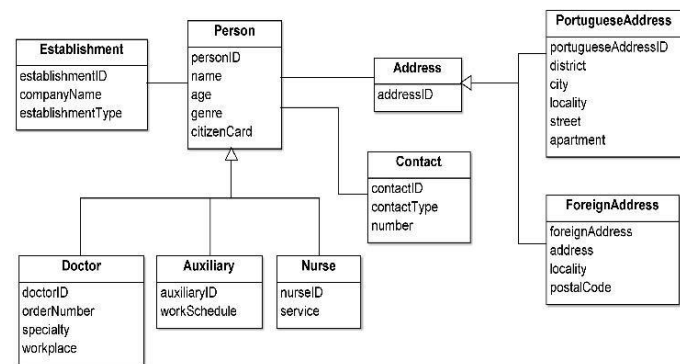 Establishment
establishmentID
companyName
establishmentType
Person
personID
name
age
genre
citizenCard
Address
addressID
PortugueseAddress
portugueseAddressID
district
city
locality
street
apartment
Contact
contactID
contactType
number
ForeignAddress
foreignAddress
address
locality
postalCode
Doctor
doctorID
orderNumber
specialty
workplace
Auxiliary
auxiliaryID
workSchedule
Nurse
nurseID
service